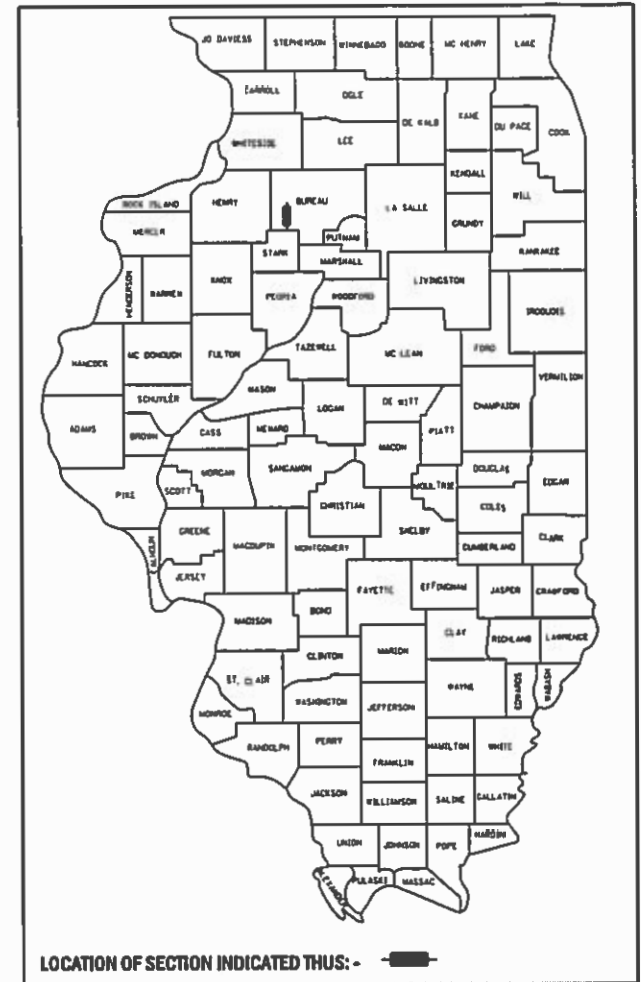 JO DAVIESS STEPHENSON WINNEBAGO BOONE MC HENRY LAKE
CARROLL OGLE DE KALB KANE DU PAGE COOK
WHITESIDE LEE
KENDALL
ROCK ISLAND HENRY BUREAU LA SALLE GRUNDY WILL
MERCER PUTNAM
STARK MARSHALL KANKAKEE
HENDERSON WARREN KNOX PEORIA WOODFORD LIVINGSTON IROQUOIS
HANCOCK MC DONOUGH FULTON TAZEWELL MC LEAN FORD
VERMILION
SCHUYLER MASON LOGAN DE WITT CHAMPAIGN
ADAMS BROWN CASS MENARD MACON PIATT
PIKE SCOTT MORGAN SANGAMON MOULTRIE DOUGLAS EDGAR
CHRISTIAN COLES
CALHOUN GREENE MACOUPIN MONTGOMERY SHELBY CUMBERLAND CLARK
JERSEY FAYETTE EFFINGHAM JASPER CRAWFORD
MADISON BOND
CLAY RICHLAND LAWRENCE
ST. CLAIR CLINTON MARION
MONROE WASHINGTON JEFFERSON WAYNE EDWARDS WABASH
RANDOLPH PERRY HAMILTON WHITE
FRANKLIN
JACKSON WILLIAMSON SALINE GALLATIN
UNION JOHNSON POPE HARDIN
ALEXANDER PULASKI MASSAC
LOCATION OF SECTION INDICATED THUS: -